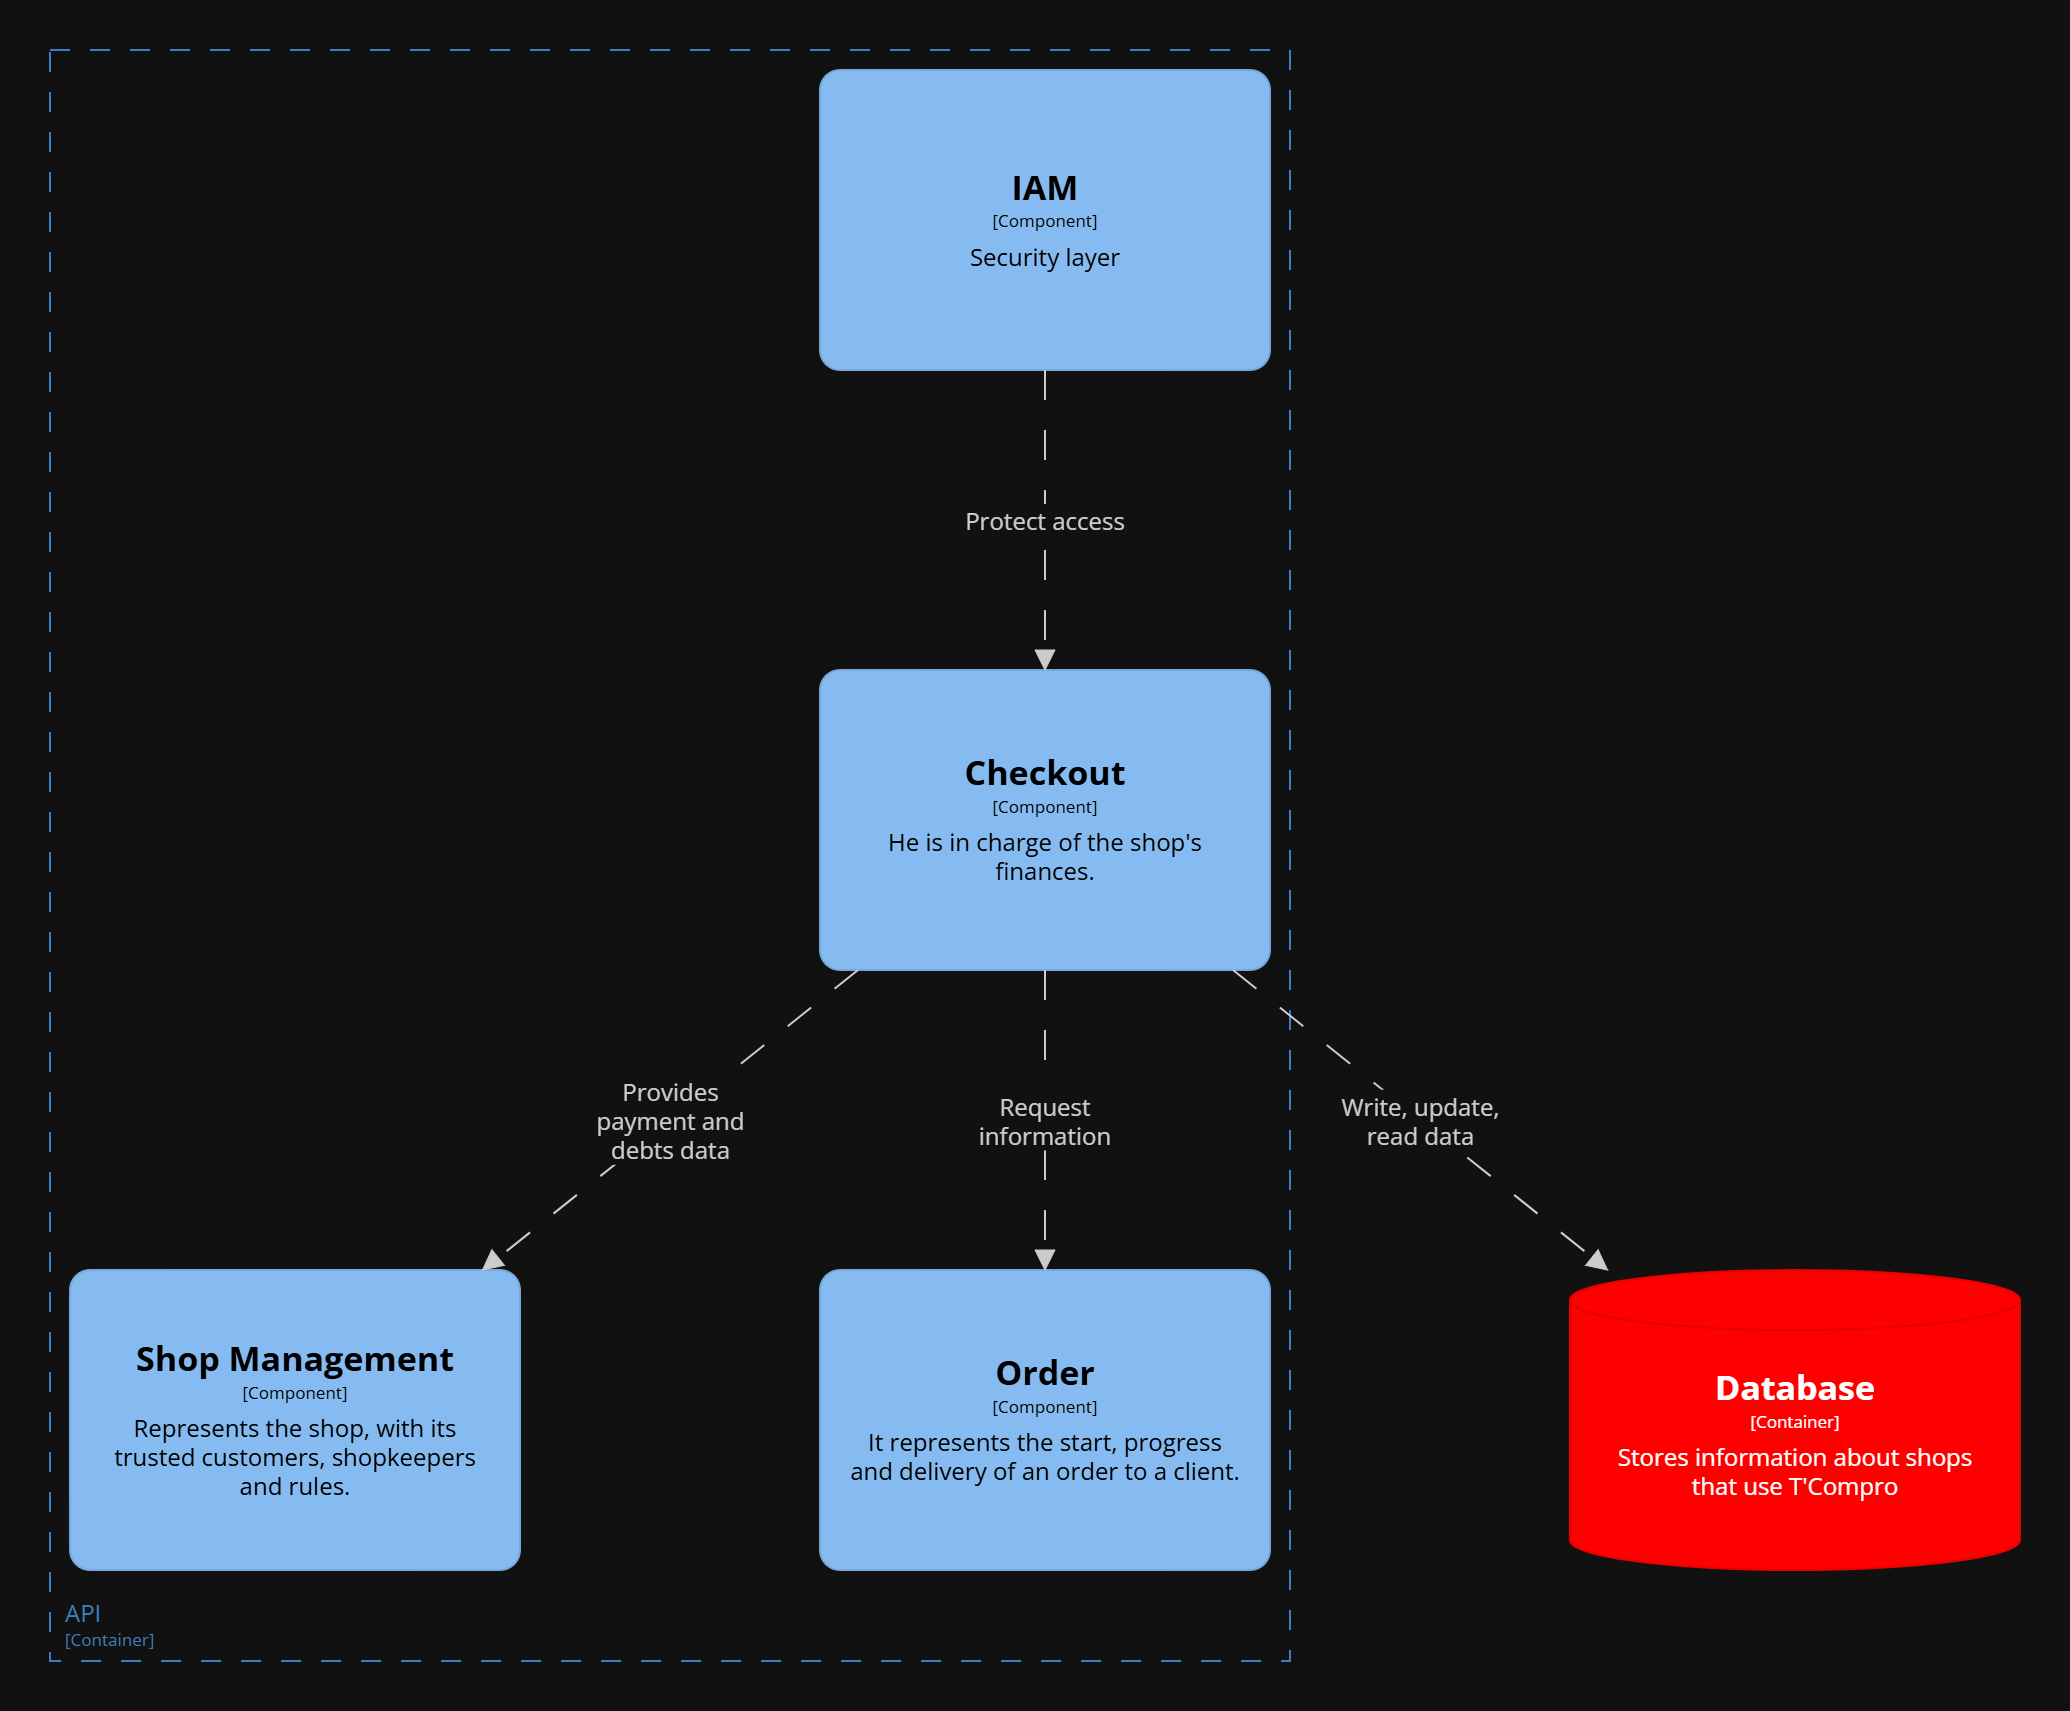 IAM
[Component]
Security layer
Protect access
Checkout
[Component]
He is in charge of the shop's
finances.
Provides
payment and
debts data
Request
information
Write, update,
read data
Shop Management
[Component]
Represents the shop, with its
trusted customers, shopkeepers
and rules.
Order
[Component]
It represents the start, progress
and delivery of an order to a client.
Database
[Container]
Stores information about shops
that use T'Compro
API
[Container]